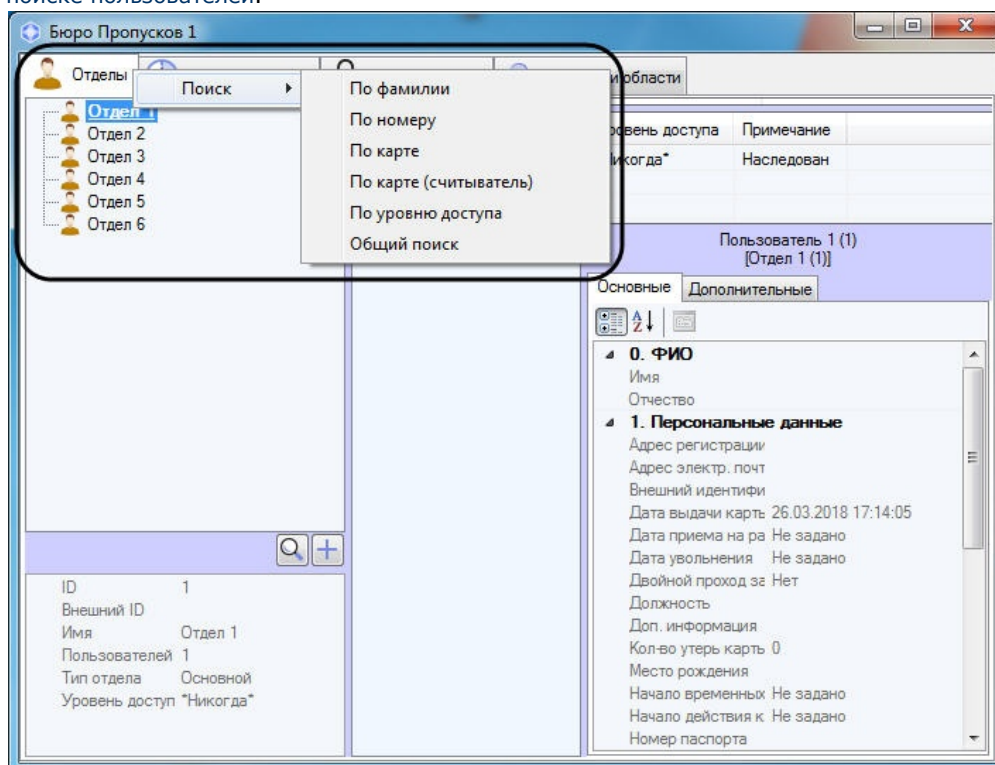 поиске пользователей.
Бюро Пропусков 1
Отделы
Поиск
области
По фамилии
По номеру
По карте
По карте (считыватель)
По уровню доступа
Общий поиск
Отдел 1
Отдел 2
Отдел 3
Отдел 4
Отдел 5
Отдел 6
доступа Примечание
Наследован
Пользователь 1 (1)
[Отдел 1 (1)]
Основные Дополнительные
0. ФИО
Имя
Отчество
1. Персональные данные
Адрес регистрации
Адрес электр. почт
Внешний идентифи
Дата выдачи карть 26.03.2018 17:14:05
Дата приема на ра Не задано
Дата увольнения Не задано
Двойной проход за Нет
Должность
Доп. информация
Кол-во утерь карть 0
Место рождения
Начало временных Не задано
Начало действия к Не задано
Номер паспорта
ID 1
Внешний ID
Имя Отдел 1
Пользователей 1
Тип отдела Основной
Уровень доступ *Никогда*